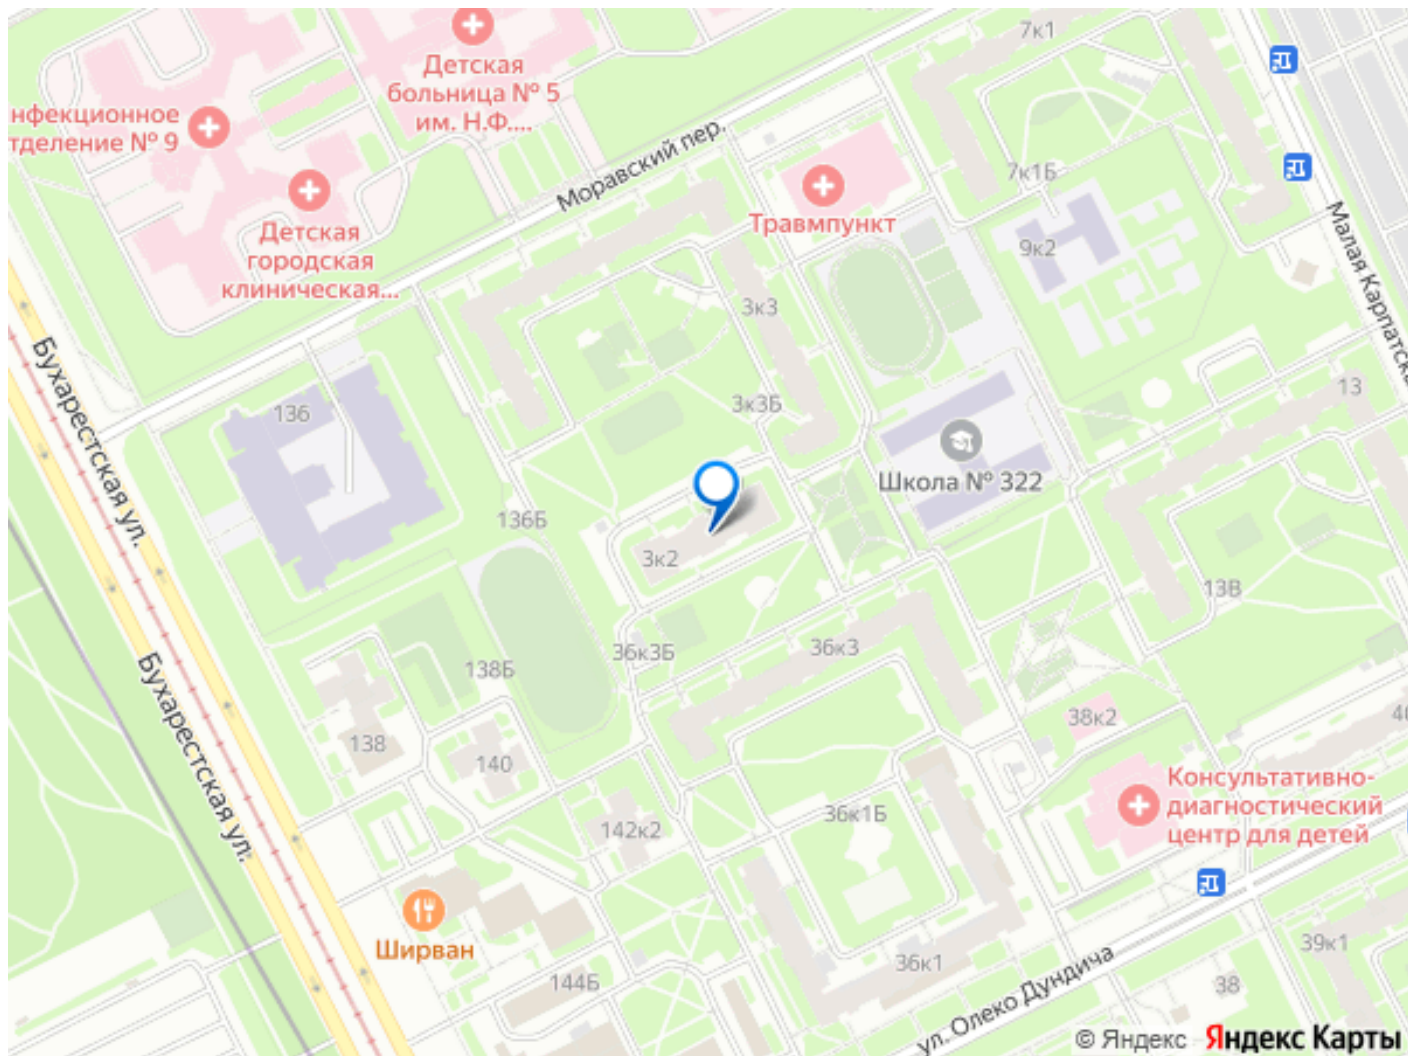 7к1
Детская
больница № 5
им. Н.Ф....
нфекционное
тделение № 9
Моравский пер.
7к1Б
Травмпункт
Малая Карпатска
Детская
городская
клиническая...
9к2
3к3
Бухарестская ул.
13
136
3к3Б
Школа № 322
136Б
3к2
13В
36к3Б
36к3
138Б
Бухарестская ул.
38к2
40
138
140
Консультативно-
диагностический
центр для детей
36к1Б
142к2
Ширван
39к1
36к1
144Б
38
ул. Олеко Дундича
© Яндекс Яндекс Карты